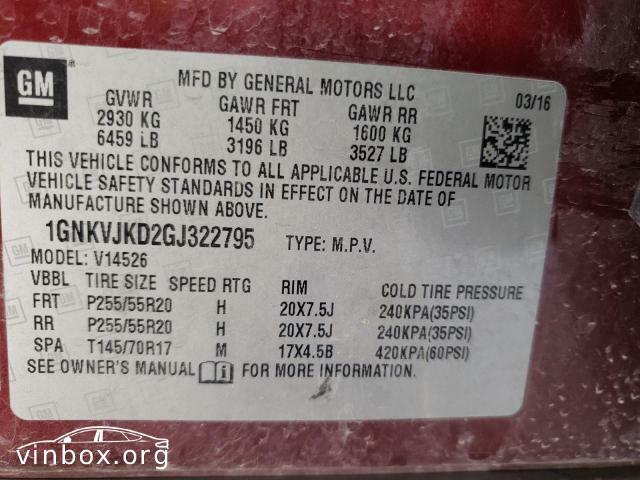 GM
MFD BY GENERAL MOTORS LLC
03/16
GVWR GAWR FRT GAWR RR
2930 KG 1450 KG 1600 KG
6459 LB 3196 LB 3527 LB
THIS VEHICLE CONFORMS TO ALL APPLICABLE U.S. FEDERAL MOTOR
VEHICLE SAFETY STANDARDS IN EFFECT ON THE DATE OF
MANUFACTURE SHOWN ABOVE.
1GNKVJKD2GJ322795 TYPE: M.P.V.
MODEL: V14526
VBBL TIRE SIZE SPEED RTG RIM COLD TIRE PRESSURE
FRT P255/55R20 H 20X7.5J 240KPA(35PSI)
RR P255/55R20 H 20X7.5J 240KPA(35PSI)
SPA T145/70R17 M 17X4.5B 420KPA(60PSI)
SEE OWNER'S MANUAL FOR MORE INFORMATION.
vinbox.org